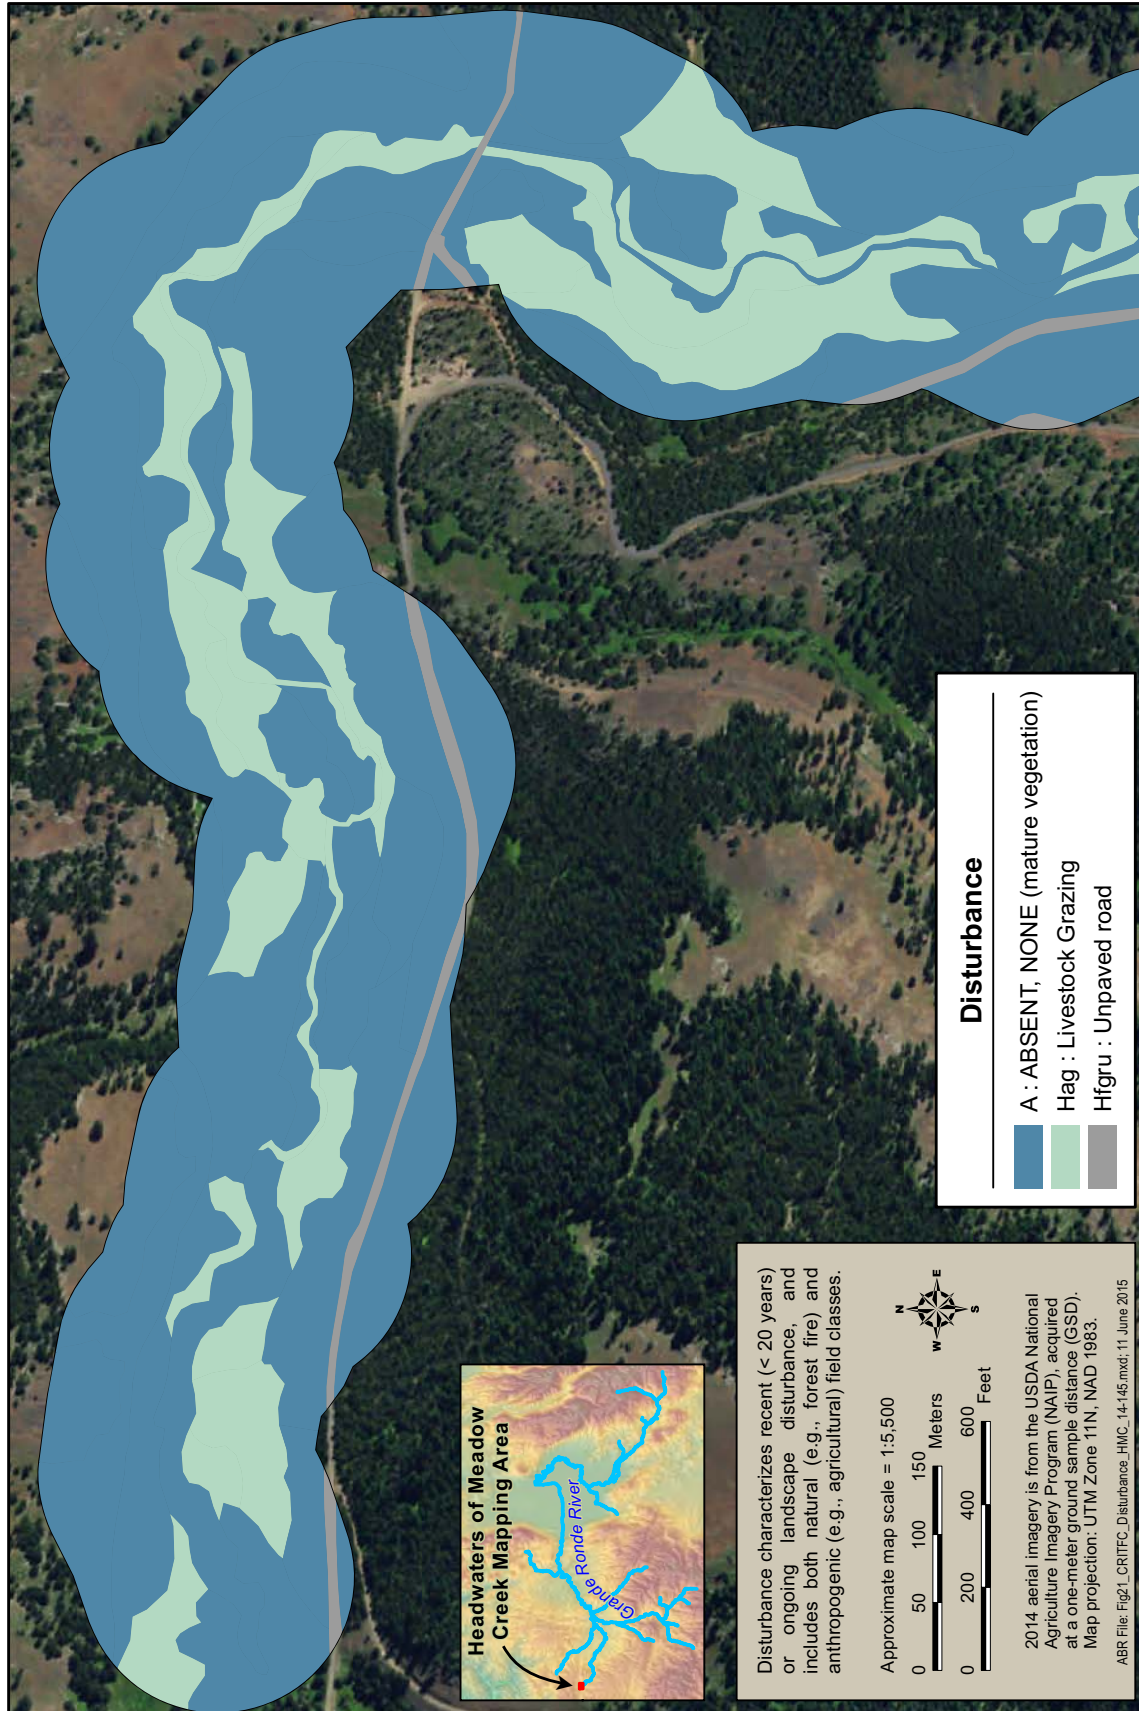 Headwaters of Meadow
Creek Mapping Area
Grande Ronde River
Disturbance characterizes recent (< 20 years)
or ongoing landscape disturbance, and
includes both natural (e.g., forest fire) and
anthropogenic (e.g., agricultural) field classes.
Approximate map scale = 1:5,500
N
W E
S
0 50 100 150
Meters
0 200 400 600
Feet
2014 aerial imagery is from the USDA National
Agriculture Imagery Program (NAIP), acquired
at a one-meter ground sample distance (GSD).
Map projection: UTM Zone 11N, NAD 1983.
ABR File: Fig21_CRITFC_Disturbance_HMC_14-145.mxd; 11 June 2015
Disturbance
A : ABSENT, NONE (mature vegetation)
Hag : Livestock Grazing
Hfgru : Unpaved road